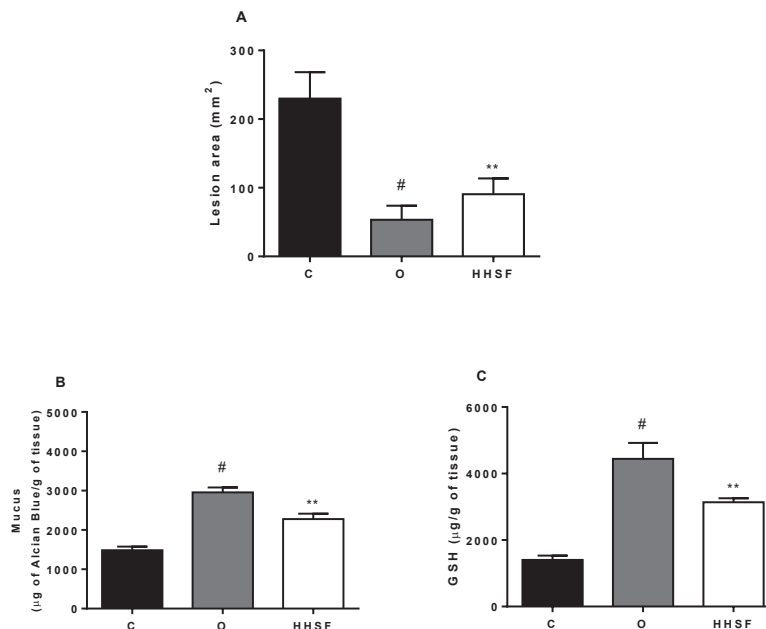 A
300
200
100
0
Lesion area (mm²)
#
**
C O HHSF
B
5000
4000
3000
2000
1000
0
Mucus
(µg of Alcian Blue/g of tissue)
#
**
C O HHSF
C
6000
4000
2000
0
GSH (µg/g of tissue)
#
**
C O HHSF